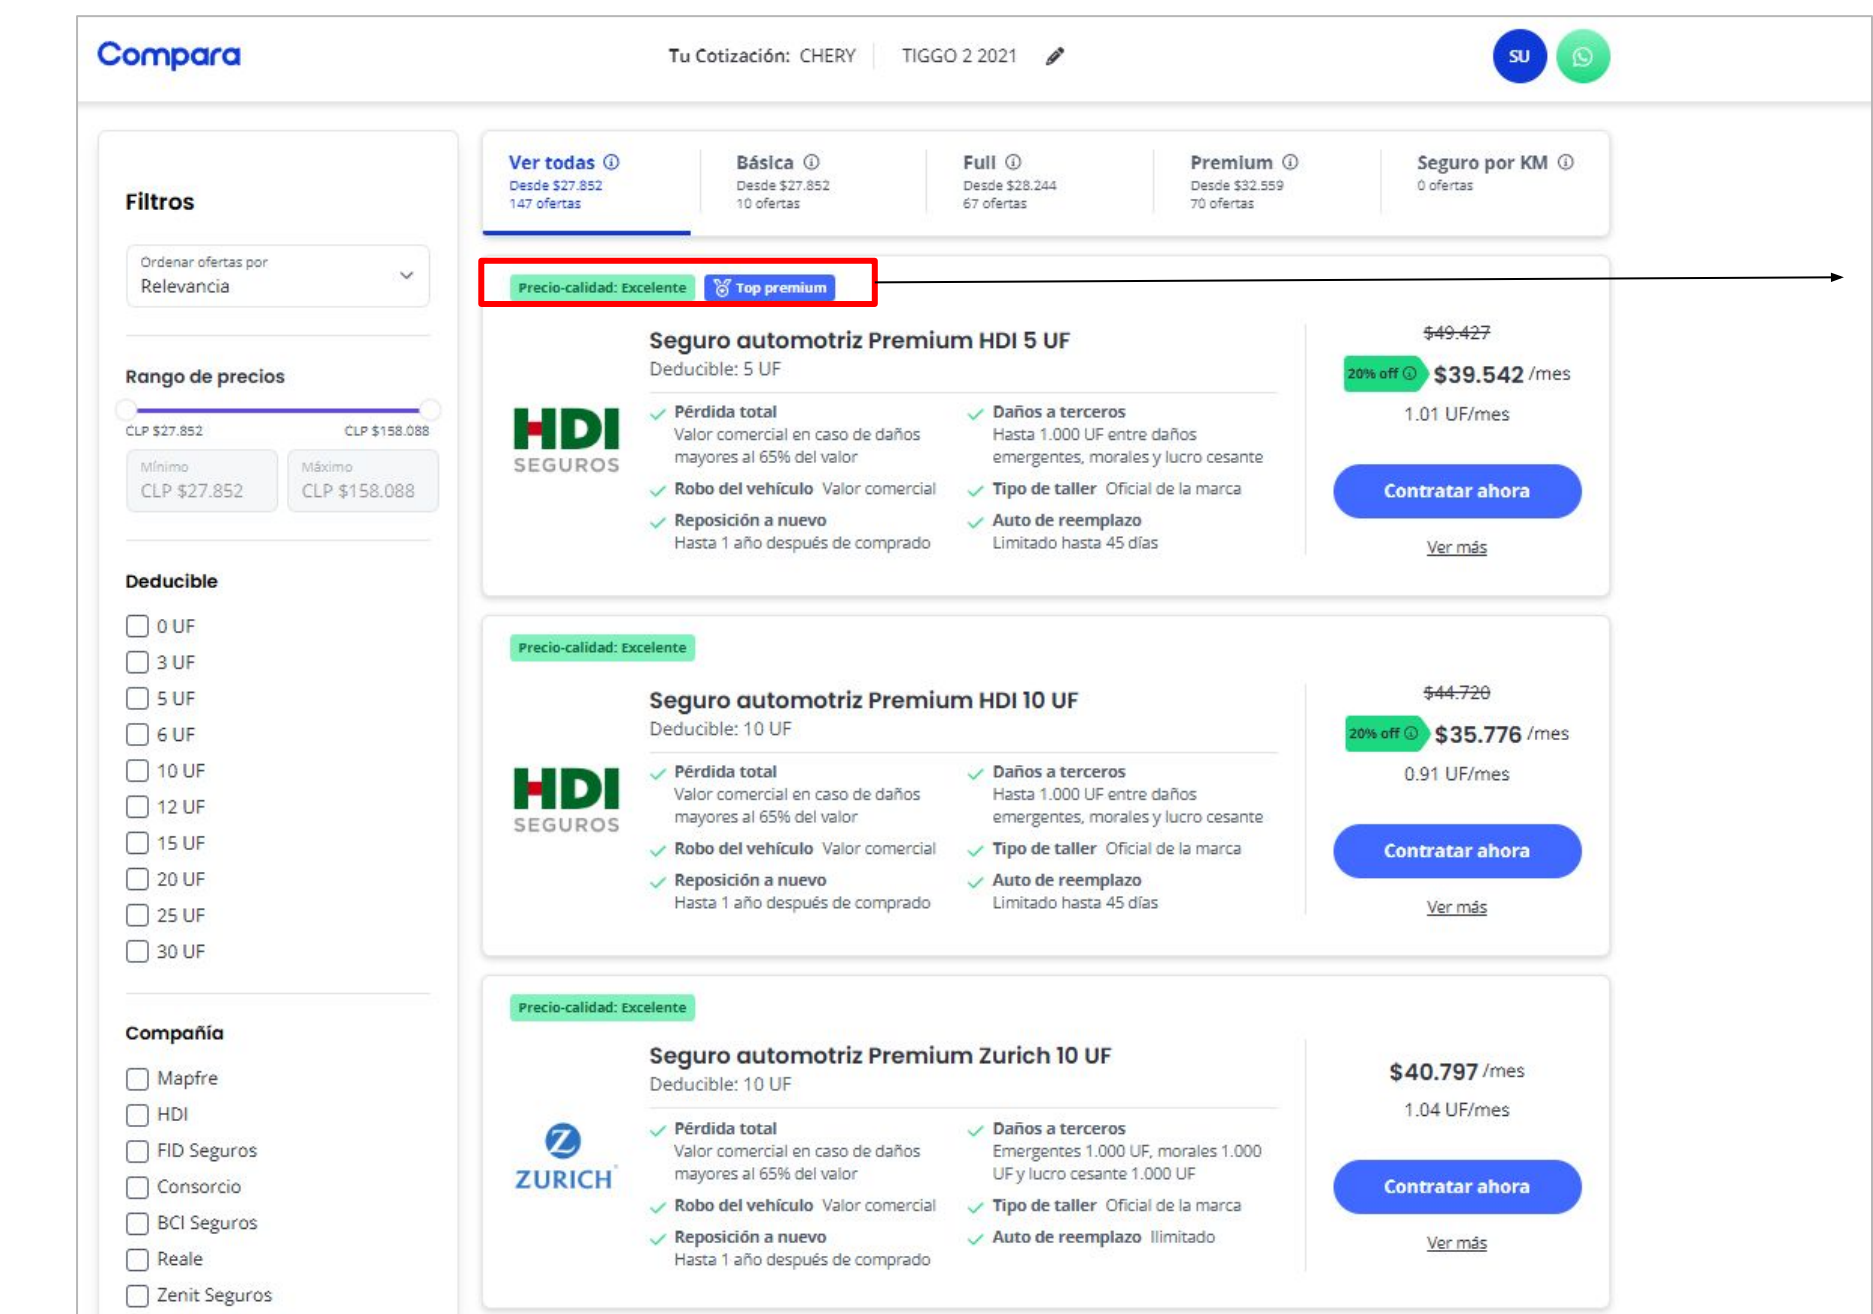 Compara
Tu Cotización: CHERY TIGGO 2 2021
SU
Filtros
Ordenar ofertas por
Relevancia
Rango de precios
CLP $27.852 CLP $158.088
Mínimo
CLP $27.852
Máximo
CLP $158.088
Deducible
0 UF
3 UF
5 UF
6 UF
10 UF
12 UF
15 UF
20 UF
25 UF
30 UF
Compañía
Mapfre
HDI
FID Seguros
Consorcio
BCI Seguros
Reale
Zenit Seguros
Ver todas
Desde $27.852
147 ofertas
Básica
Desde $27.852
10 ofertas
Full
Desde $28.244
67 ofertas
Premium
Desde $32.559
70 ofertas
Seguro por KM
0 ofertas
Precio-calidad: Excelente Top premium
Seguro automotriz Premium HDI 5 UF
Deducible: 5 UF
HDI
SEGUROS
Pérdida total
Valor comercial en caso de daños
mayores al 65% del valor
Robo del vehículo Valor comercial
Reposición a nuevo
Hasta 1 año después de comprado
Daños a terceros
Hasta 1.000 UF entre daños
emergentes, morales y lucro cesante
Tipo de taller Oficial de la marca
Auto de reemplazo
Limitado hasta 45 días
$49.427
20% off $39.542 /mes
1.01 UF/mes
Contratar ahora
Ver más
Precio-calidad: Excelente
Seguro automotriz Premium HDI 10 UF
Deducible: 10 UF
HDI
SEGUROS
Pérdida total
Valor comercial en caso de daños
mayores al 65% del valor
Robo del vehículo Valor comercial
Reposición a nuevo
Hasta 1 año después de comprado
Daños a terceros
Hasta 1.000 UF entre daños
emergentes, morales y lucro cesante
Tipo de taller Oficial de la marca
Auto de reemplazo
Limitado hasta 45 días
$44.720
20% off $35.776 /mes
0.91 UF/mes
Contratar ahora
Ver más
Precio-calidad: Excelente
Seguro automotriz Premium Zurich 10 UF
Deducible: 10 UF
Z
ZURICH
Pérdida total
Valor comercial en caso de daños
mayores al 65% del valor
Robo del vehículo Valor comercial
Reposición a nuevo
Hasta 1 año después de comprado
Daños a terceros
Emergentes 1.000 UF, morales 1.000
UF y lucro cesante 1.000 UF
Tipo de taller Oficial de la marca
Auto de reemplazo Ilimitado
$40.797 /mes
1.04 UF/mes
Contratar ahora
Ver más